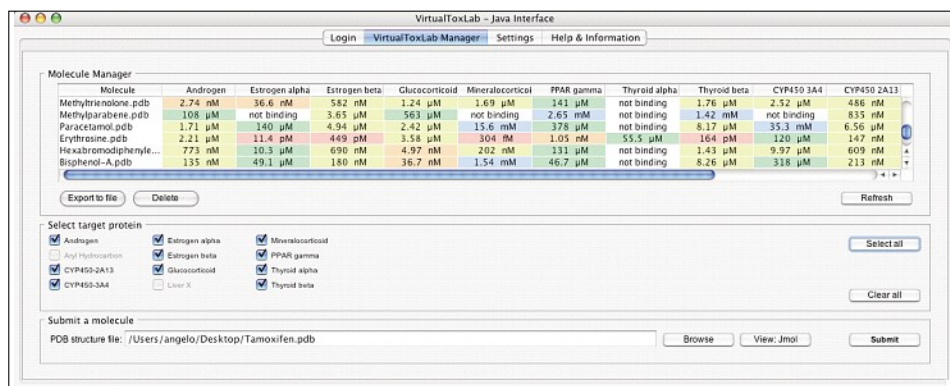 VirtualToxLab – Java Interface
Login VirtualToxLab Manager Settings Help & Information
Molecule Manager
Molecule Androgen Estrogen alpha Estrogen beta Glucocorticoid Mineralocorticoi PPAR gamma Thyroid alpha Thyroid beta CYP450 3A4 CYP450 2A13
Methyltrienolone.pdb 2.74 nM 36.6 nM 582 nM 1.24 µM 1.69 µM 141 µM not binding 1.76 µM 2.52 µM 486 nM
Methylparabene.pdb 108 µM not binding 3.65 µM 563 µM not binding 2.65 mM not binding 1.42 mM not binding 835 nM
Paracetamol.pdb 1.71 µM 140 µM 4.94 µM 2.42 µM 15.6 mM 378 µM not binding 8.17 µM 35.3 mM 6.56 µM
Erythrosine.pdb 2.21 µM 11.4 pM 449 pM 3.58 µM 304 fM 1.05 nM 55.5 µM 164 pM 120 µM 147 nM
Hexabromodiphenyle... 773 nM 10.3 µM 690 nM 4.97 nM 202 nM 131 µM not binding 1.43 µM 9.97 µM 609 nM
Bisphenol-A.pdb 135 nM 49.1 µM 180 nM 36.7 nM 1.54 mM 46.7 µM not binding 8.26 µM 318 µM 213 nM
Export to file Delete Refresh
Select target protein
Androgen Estrogen alpha Mineralocorticoid Select all
Aryl Hydrocarbon Estrogen beta PPAR gamma
CYP450-2A13 Glucocorticoid Thyroid alpha
CYP450-3A4 Liver X Thyroid beta
Clear all
Submit a molecule
PDB structure file: /Users/angelo/Desktop/Tamoxifen.pdb Browse View: Jmol Submit